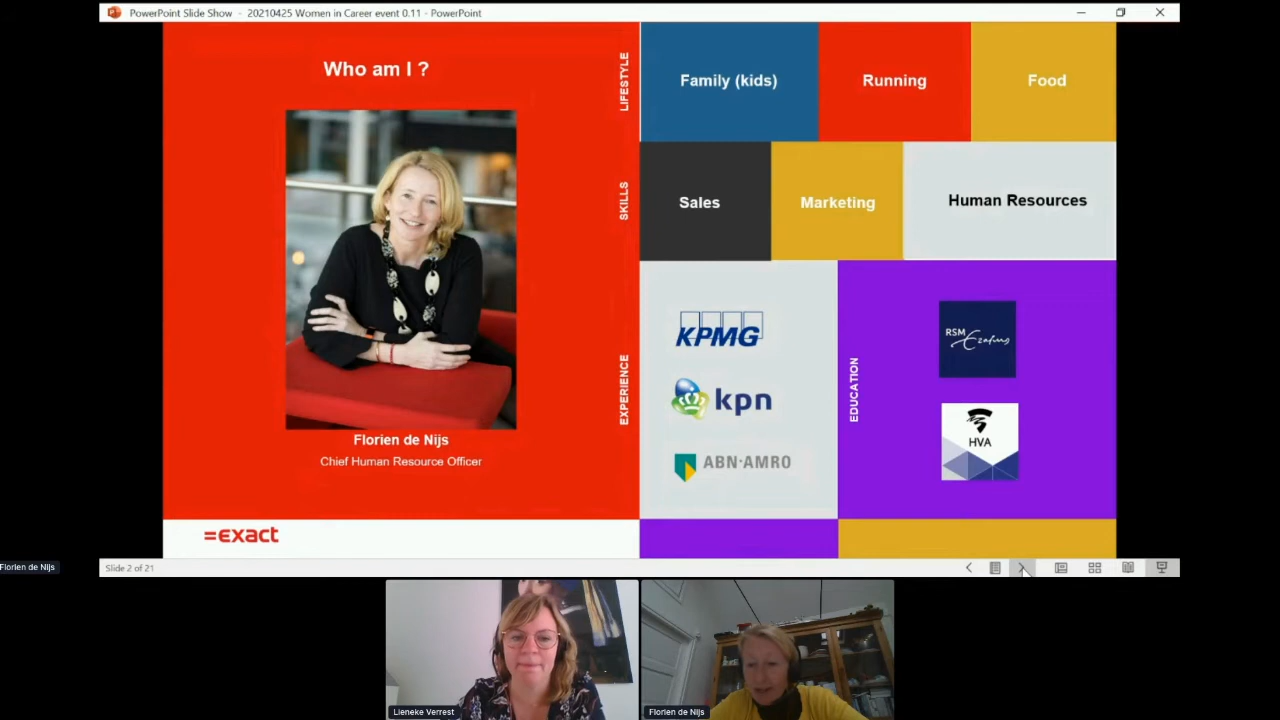 PowerPoint Slide Show - 20210425 Women in Career event 0.11 - PowerPoint
Who am I ?
LIFESTYLE
Family (kids)
Running
Food
SKILLS
Sales
Marketing
Human Resources
EXPERIENCE
KPMG
kpn
ABN·AMRO
EDUCATION
RSM
Erasmus
HVA
Florien de Nijs
Chief Human Resource Officer
=exact
Slide 2 of 21
Florien de Nijs
Lieneke Verrest
Florien de Nijs